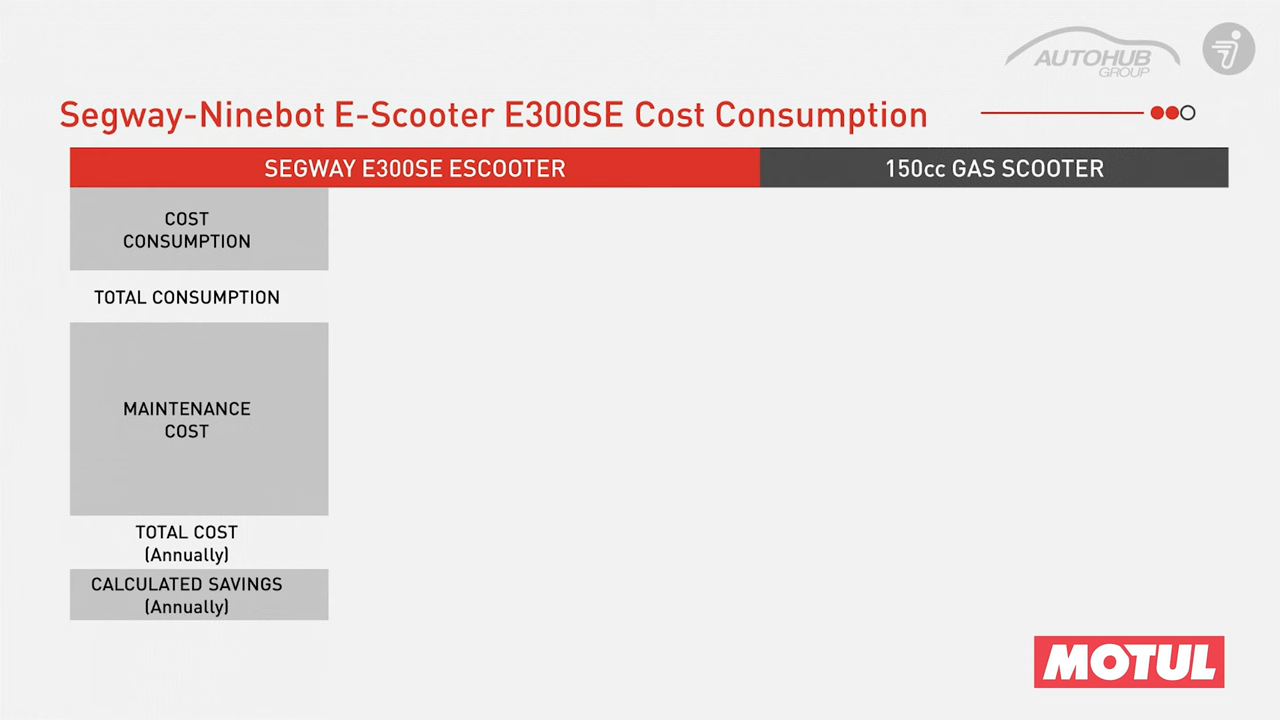 AUTOHUB
GROUP
Segway-Ninebot E-Scooter E300SE Cost Consumption
SEGWAY E300SE ESCOOTER
150cc GAS SCOOTER
COST
CONSUMPTION
TOTAL CONSUMPTION
MAINTENANCE
COST
TOTAL COST
(Annually)
CALCULATED SAVINGS
(Annually)
MOTUL